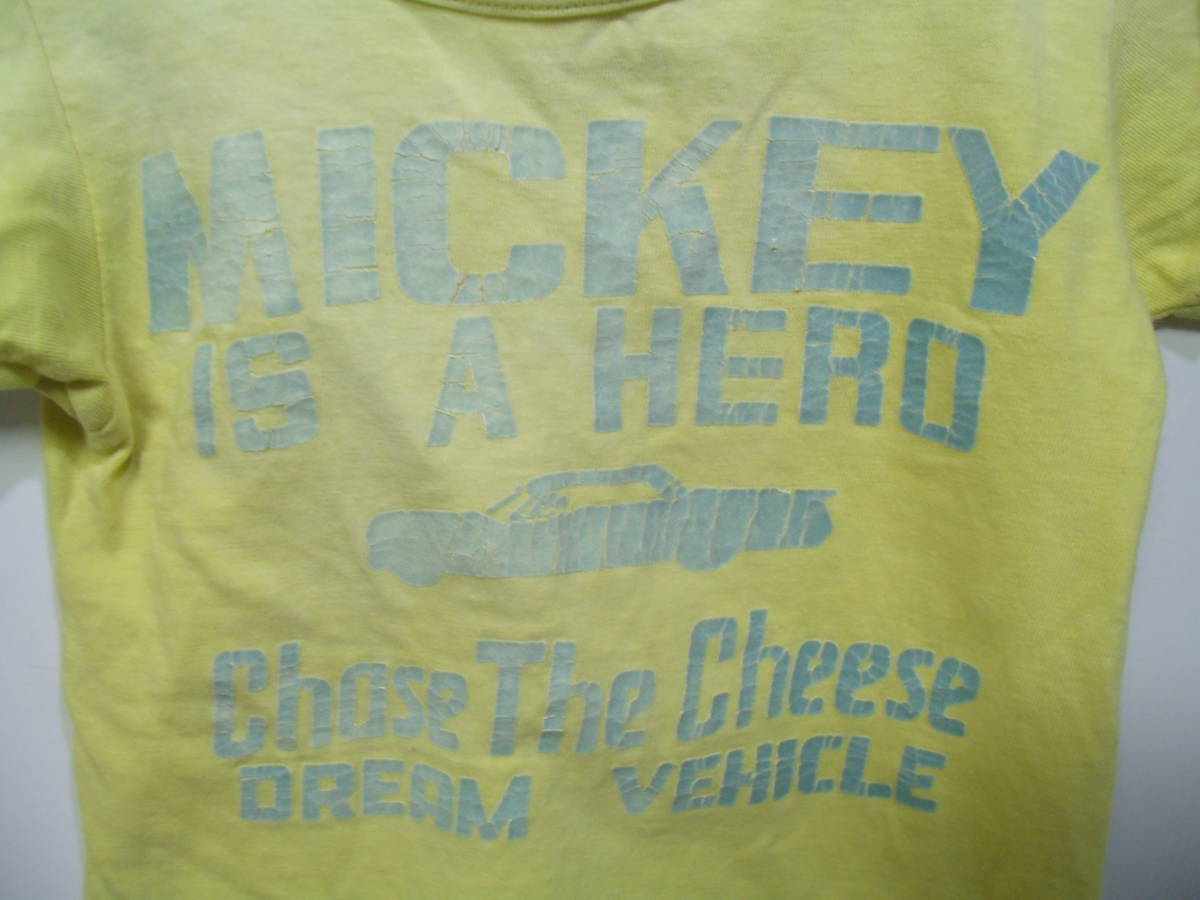 MICKEY
IS A HERO
Chase The Cheese
DREAM VEHICLE